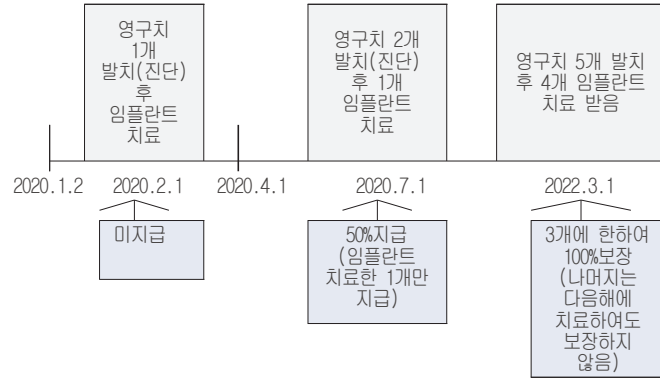 영구치
1개
발치(진단)
후
임플란트
치료
영구치 2개
발치(진단)
후 1개
임플란트
치료
영구치 5개 발치
후 4개 임플란트
치료 받음
2020.1.2
2020.2.1
2020.4.1
2020.7.1
2022.3.1
미지급
50%지급
(임플란트
치료한 1개만
지급)
3개에 한하여
100%보장
(나머지는
다음해에
치료하여도
보장하지
않음)